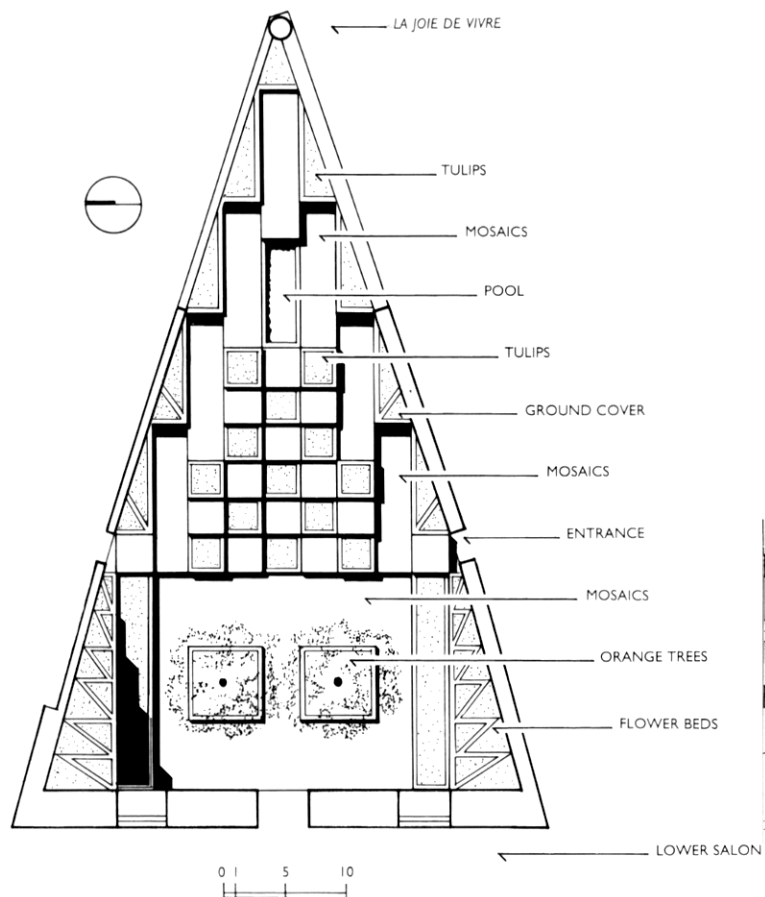 LA JOIE DE VIVRE
TULIPS
MOSAICS
POOL
TULIPS
GROUND COVER
MOSAICS
ENTRANCE
MOSAICS
ORANGE TREES
FLOWER BEDS
LOWER SALON
0 1 5 10